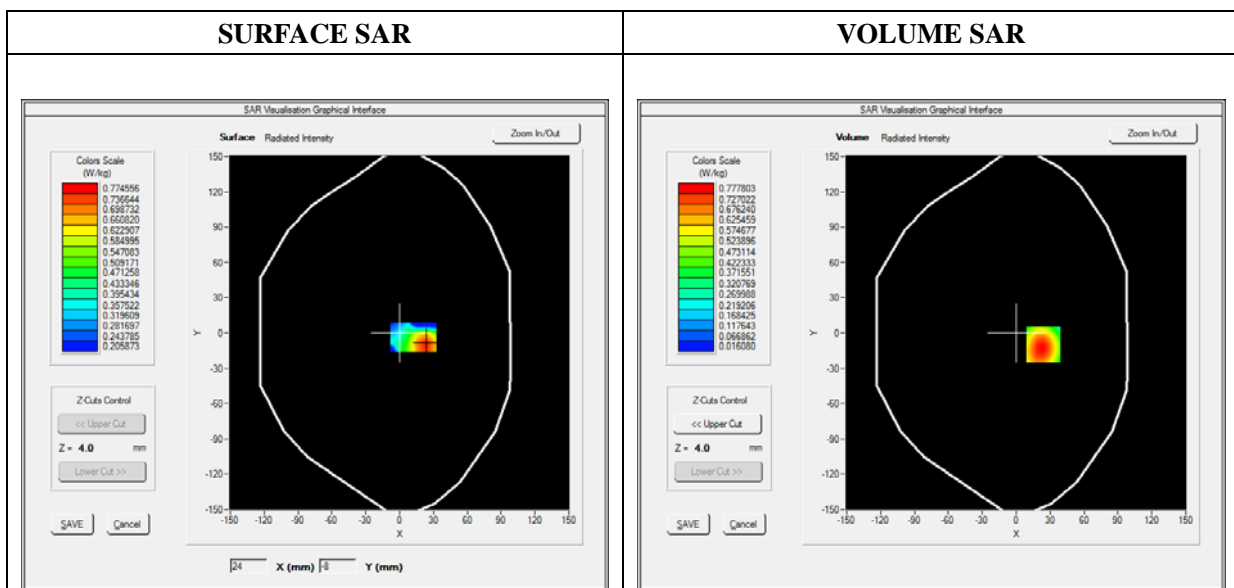 SURFACE SAR
VOLUME SAR
SAR Visualisation Graphical Interface
Surface Radiated Intensity
Zoom In/Out
Colors Scale
(W/kg)
0.774556
0.736644
0.698732
0.660820
0.622907
0.584995
0.547083
0.509171
0.471258
0.433346
0.395434
0.357522
0.319609
0.281697
0.243785
0.205873
Z-Cuts Control
<< Upper Cut
Z = 4.0 mm
Lower Cut >>
SAVE Cancel
150
120
90
60
30
0
-30
-60
-90
-120
-150
Y
-150 -120 -90 -60 -30 0 30 60 90 120 150
X
24 X (mm) -8 Y (mm)
SAR Visualisation Graphical Interface
Volume Radiated Intensity
Zoom In/Out
Colors Scale
(W/kg)
0.777803
0.727022
0.676240
0.625459
0.574677
0.523896
0.473114
0.422333
0.371551
0.320769
0.269988
0.219206
0.168425
0.117643
0.066862
0.016080
Z-Cuts Control
<< Upper Cut
Z = 4.0 mm
Lower Cut >>
SAVE Cancel
150
120
90
60
30
0
-30
-60
-90
-120
-150
Y
-150 -120 -90 -60 -30 0 30 60 90 120 150
X